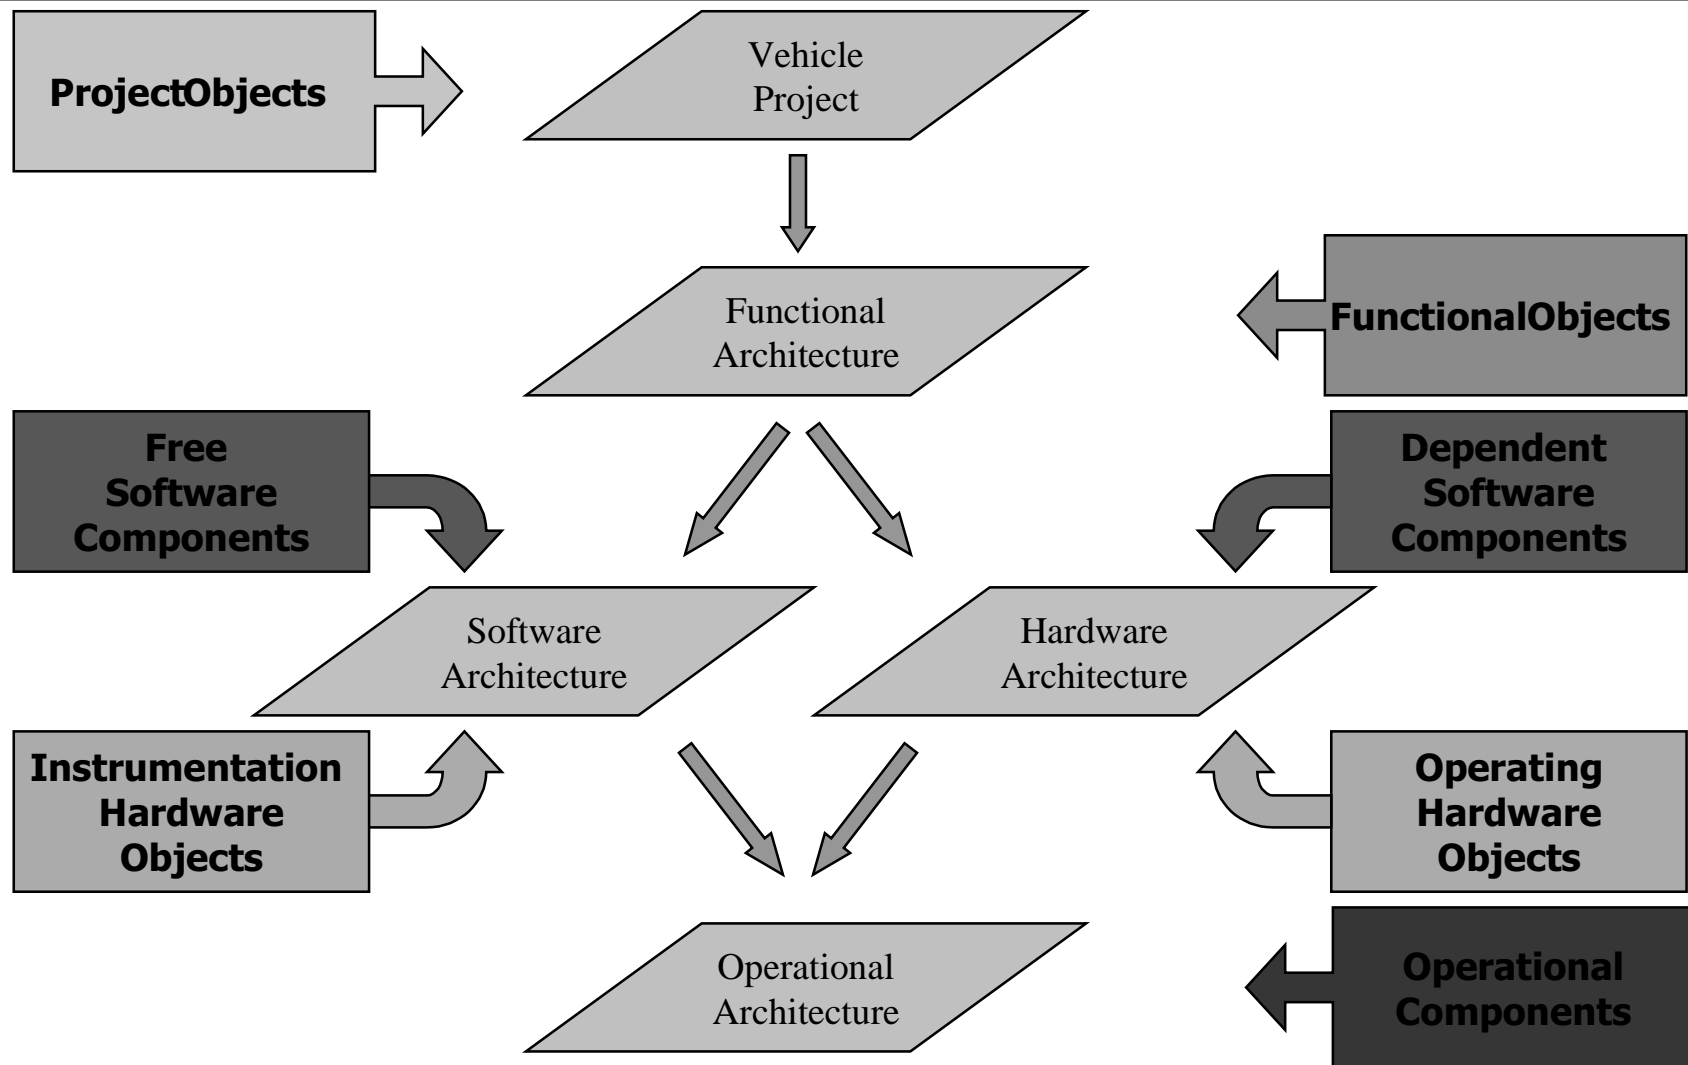 ProjectObjects
Vehicle
Project
Functional
Architecture
FunctionalObjects
Free
Software
Components
Dependent
Software
Components
Software
Architecture
Hardware
Architecture
Instrumentation
Hardware
Objects
Operating
Hardware
Objects
Operational
Architecture
Operational
Components